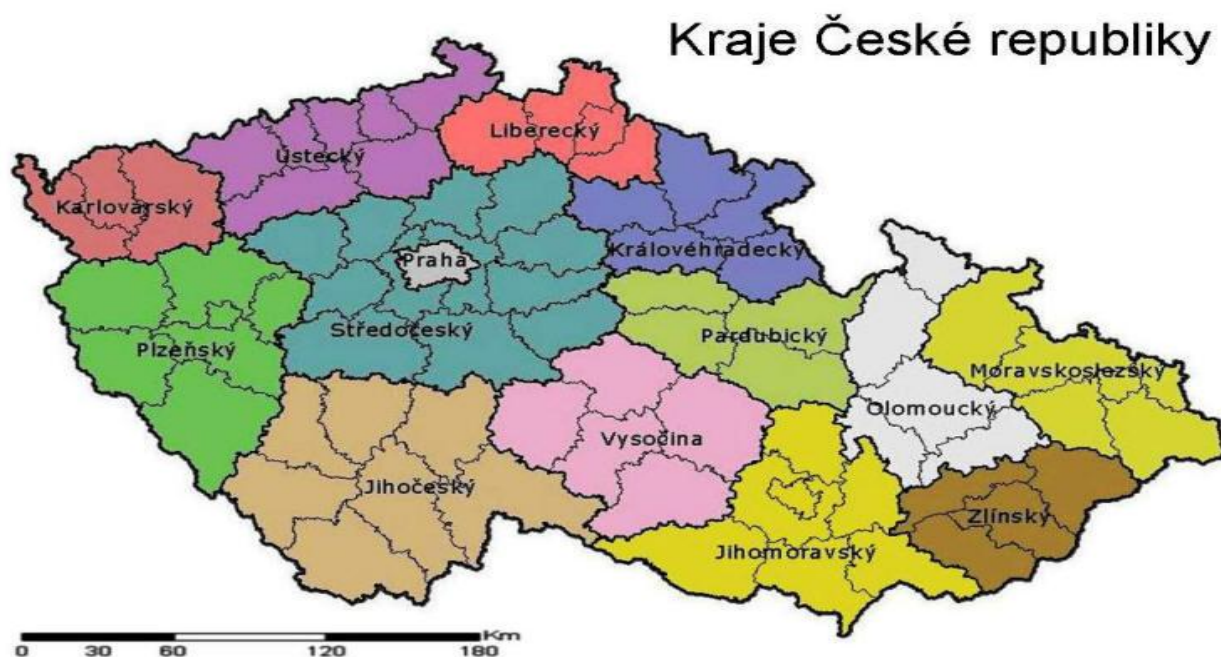 Kraje České republiky
Liberecký
Ústecký
Karlovarský
Královéhradecký
Praha
Středočeský
Pardubický
Plzeňský
Moravskoslezský
Olomoucký
Vysočina
Jihočeský
Zlínský
Jihomoravský
Km
0 30 60 120 180